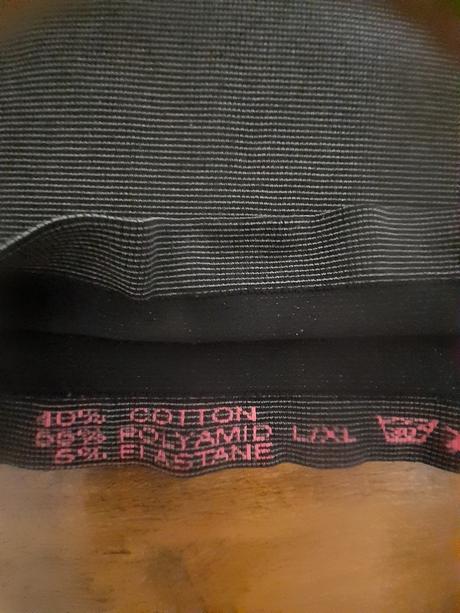 40% COTTON
55% POLYAMID L/XL
5% ELASTANE